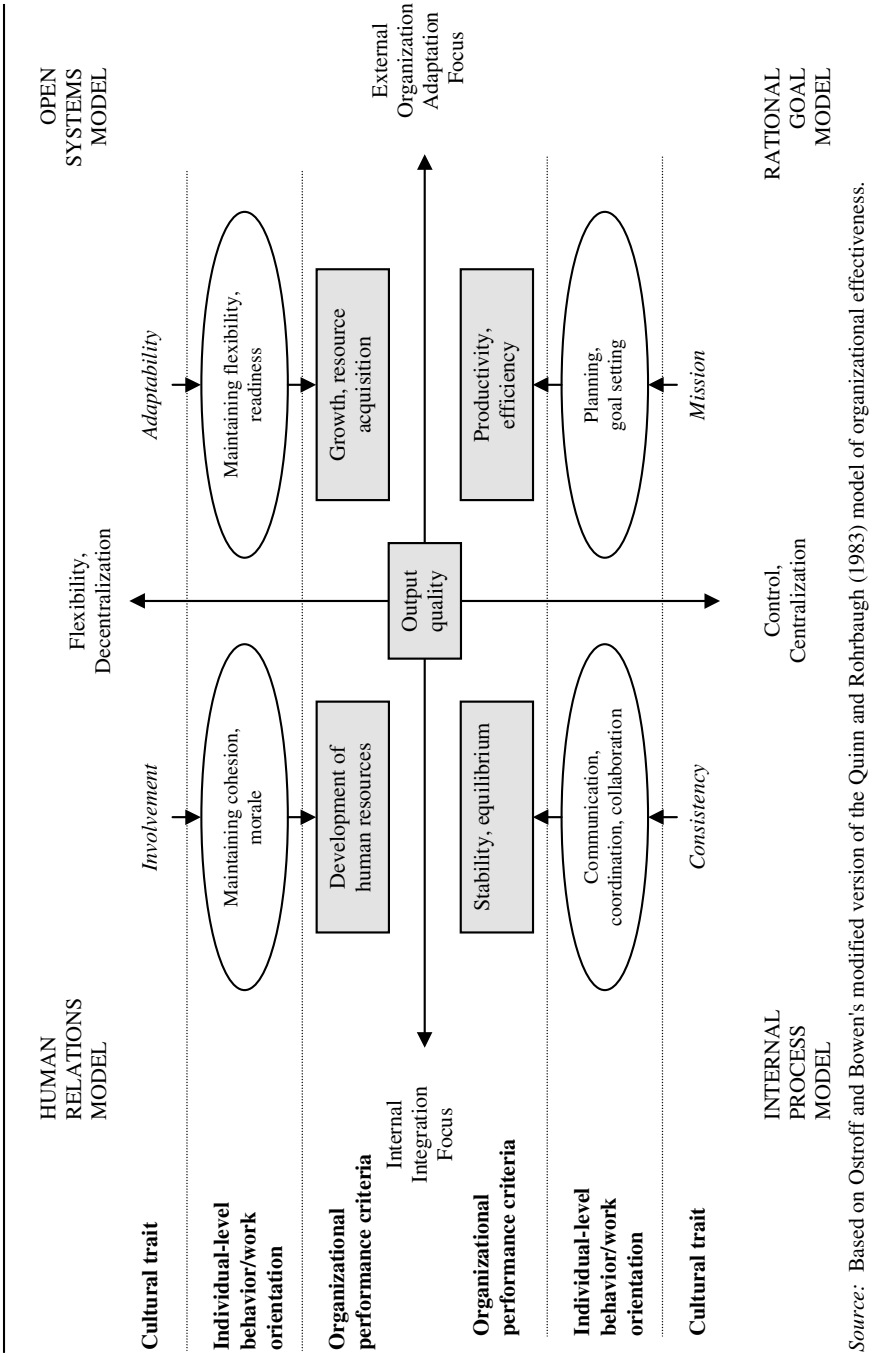 HUMAN
RELATIONS
MODEL
OPEN
SYSTEMS
MODEL
Flexibility,
Decentralization
Cultural trait
Involvement
Adaptability
Individual-level
behavior/work
orientation
Maintaining cohesion,
morale
Maintaining flexibility,
readiness
Organizational
performance criteria
Development of
human resources
Growth, resource
acquisition
Internal
Integration
Focus
Output
quality
External
Organization
Adaptation
Focus
Organizational
performance criteria
Stability, equilibrium
Productivity,
efficiency
Individual-level
behavior/work
orientation
Communication,
coordination, collaboration
Planning,
goal setting
Cultural trait
Consistency
Mission
Control,
Centralization
INTERNAL
PROCESS
MODEL
RATIONAL
GOAL
MODEL
Source: Based on Ostroff and Bowen's modified version of the Quinn and Rohrbaugh (1983) model of organizational effectiveness.